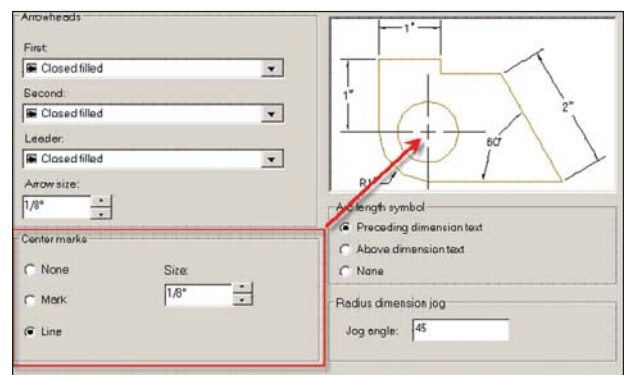 Arrowheads
First:
Closed filled
Second:
Closed filled
Leader:
Closed filled
Arrow size:
1/8"
Center marks
None
Mark
Line
Size:
1/8"
1"
1"
2"
60°
Arc length symbol
Preceding dimension text
Above dimension text
None
Radius dimension jog
Jog angle: 45